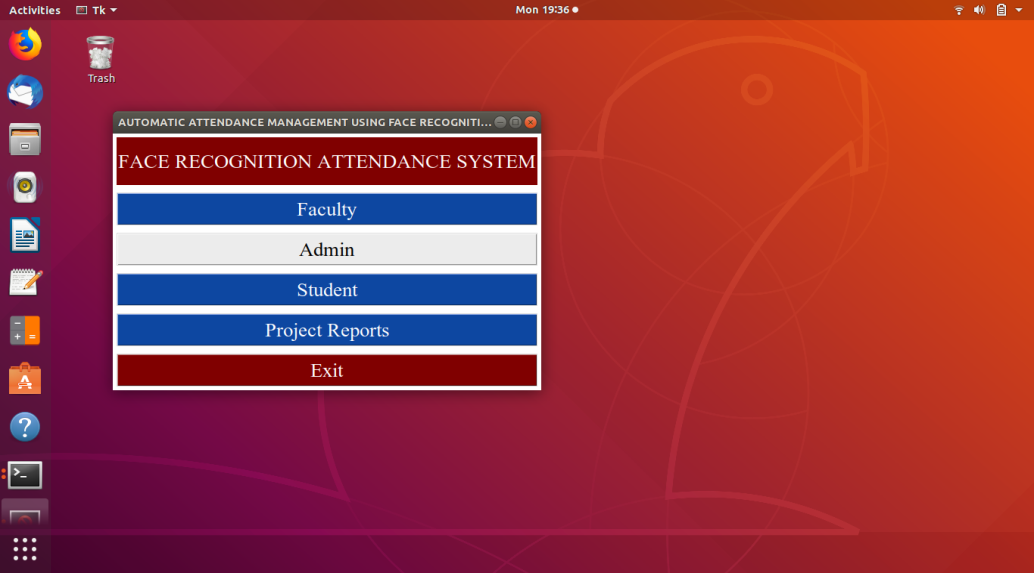 Activities Tk Mon 19:36
Trash
AUTOMATIC ATTENDANCE MANAGEMENT USING FACE RECOGNITI...
FACE RECOGNITION ATTENDANCE SYSTEM
Faculty
Admin
Student
Project Reports
Exit